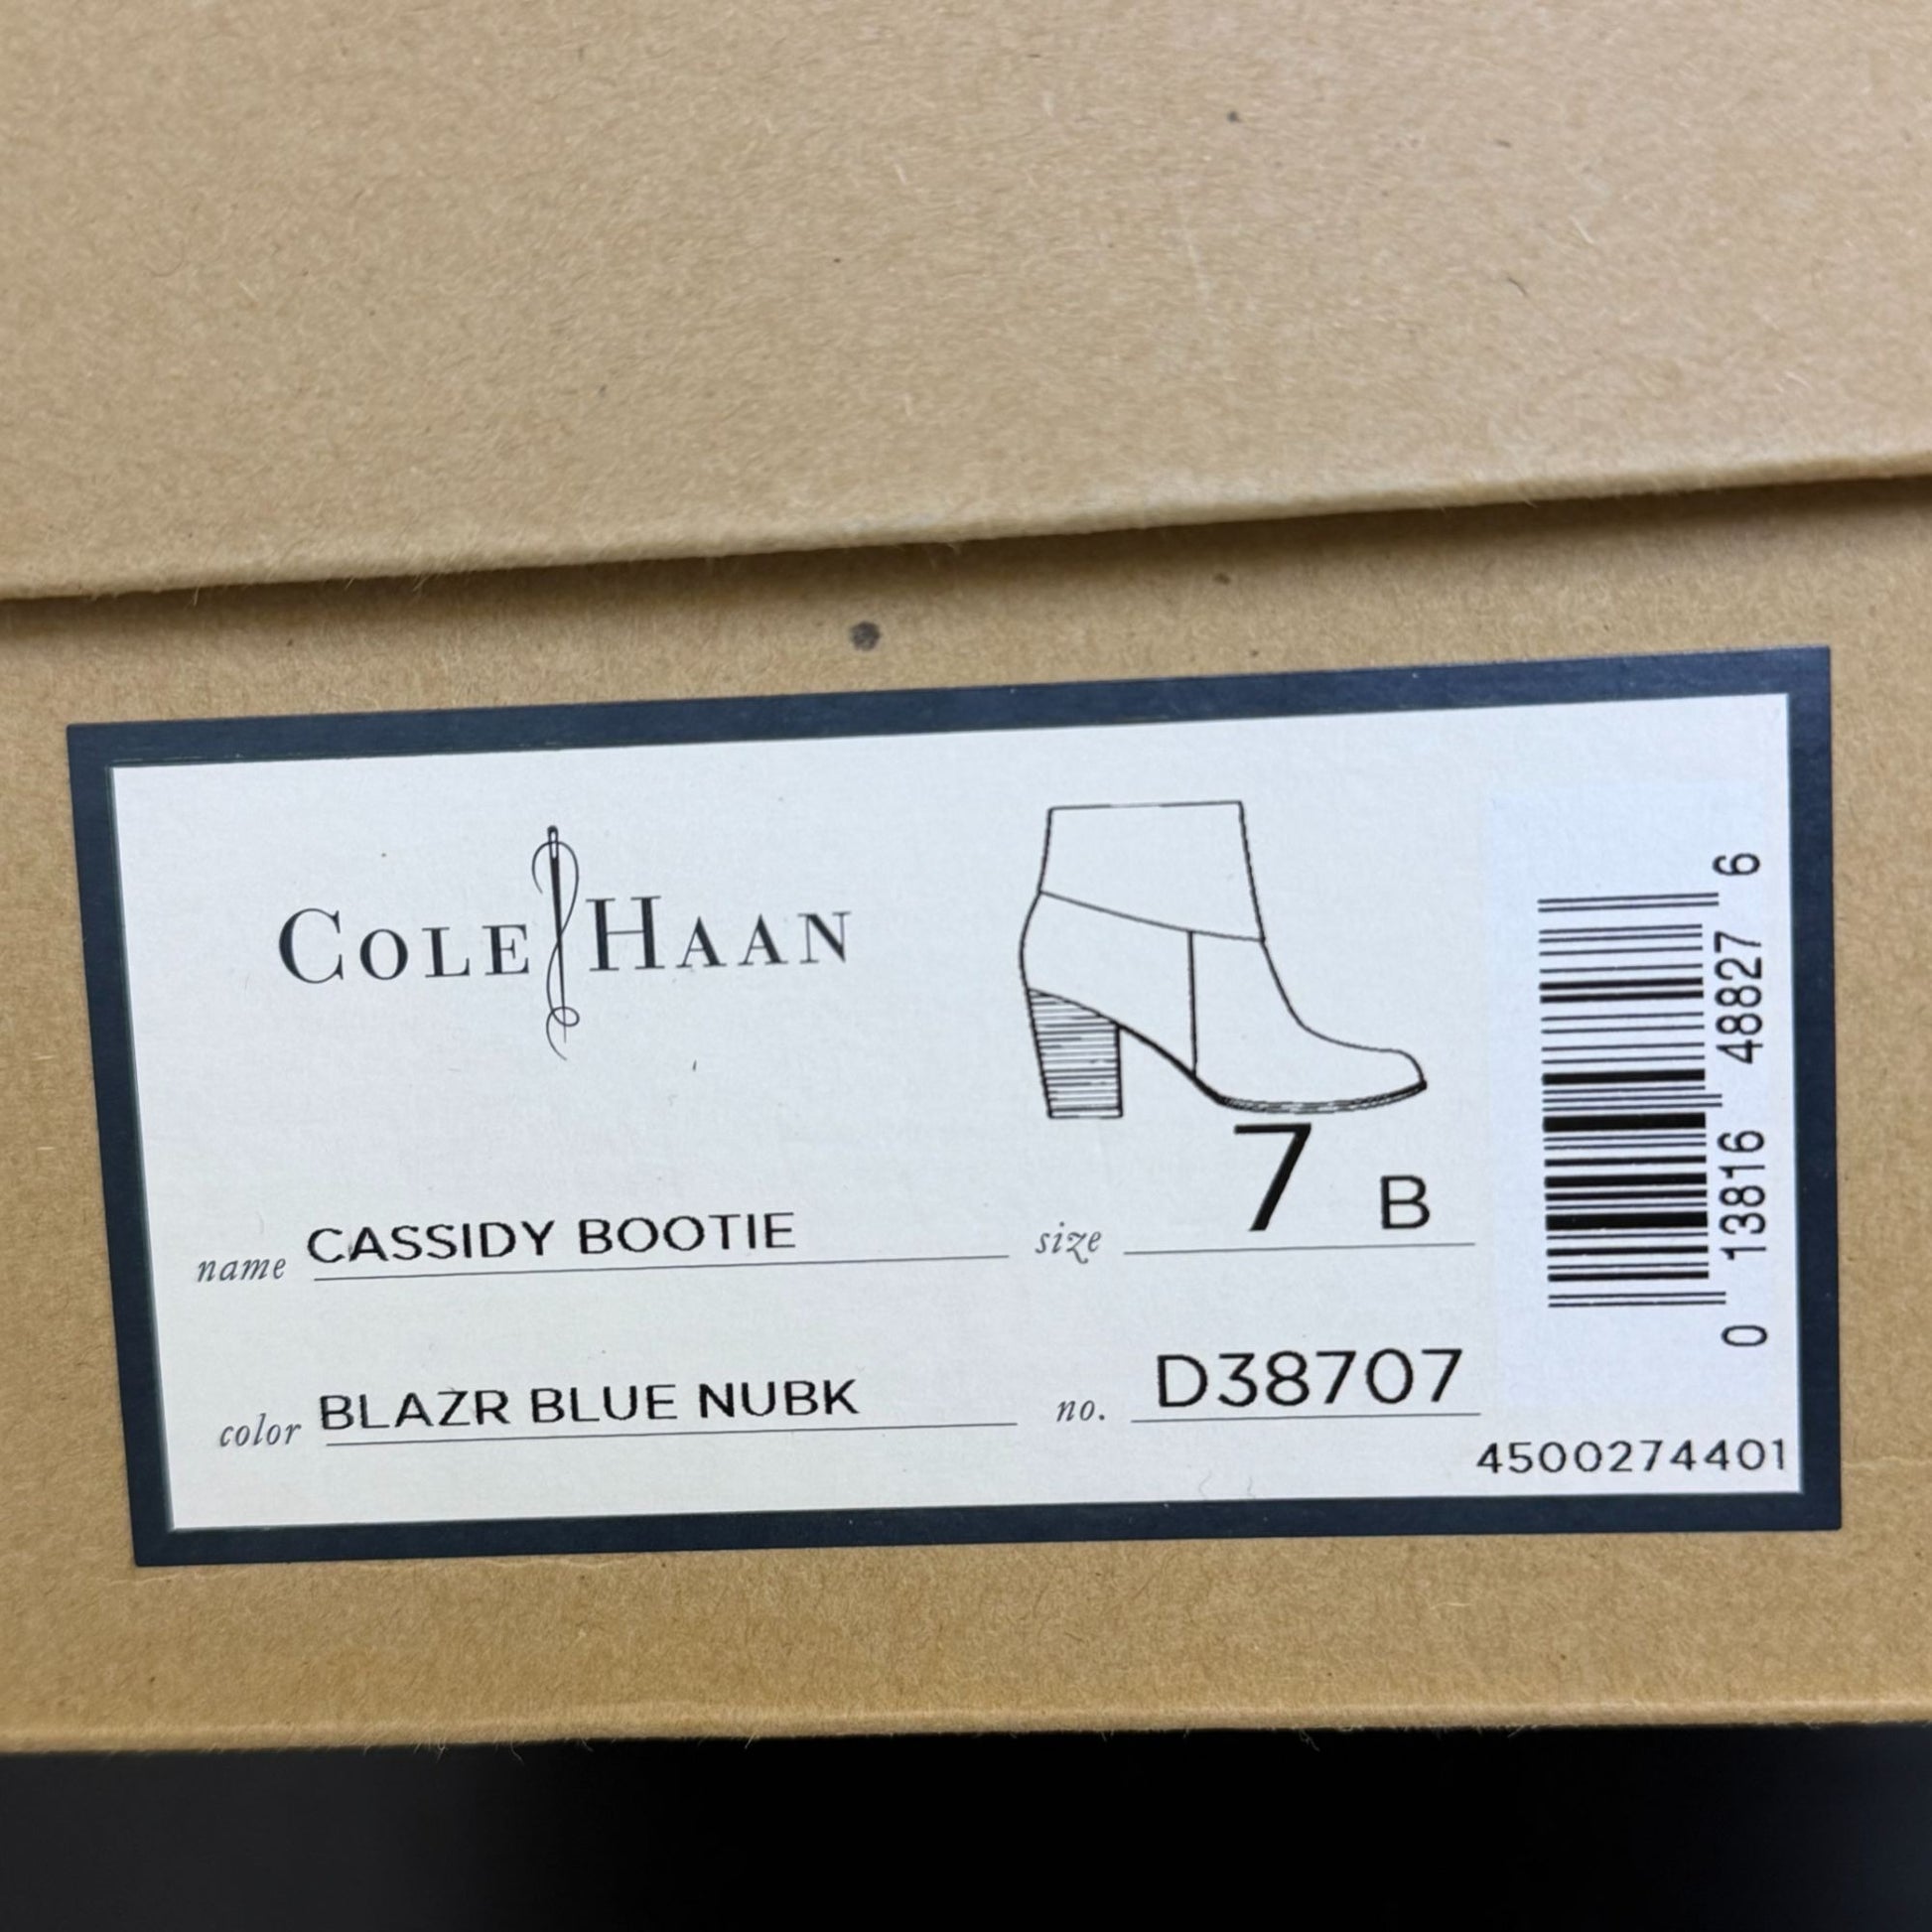 COLE HAAN
name CASSIDY BOOTIE
size 7 B
color BLAZR BLUE NUBK
no. D38707
4500274401
0 13816 48827 6